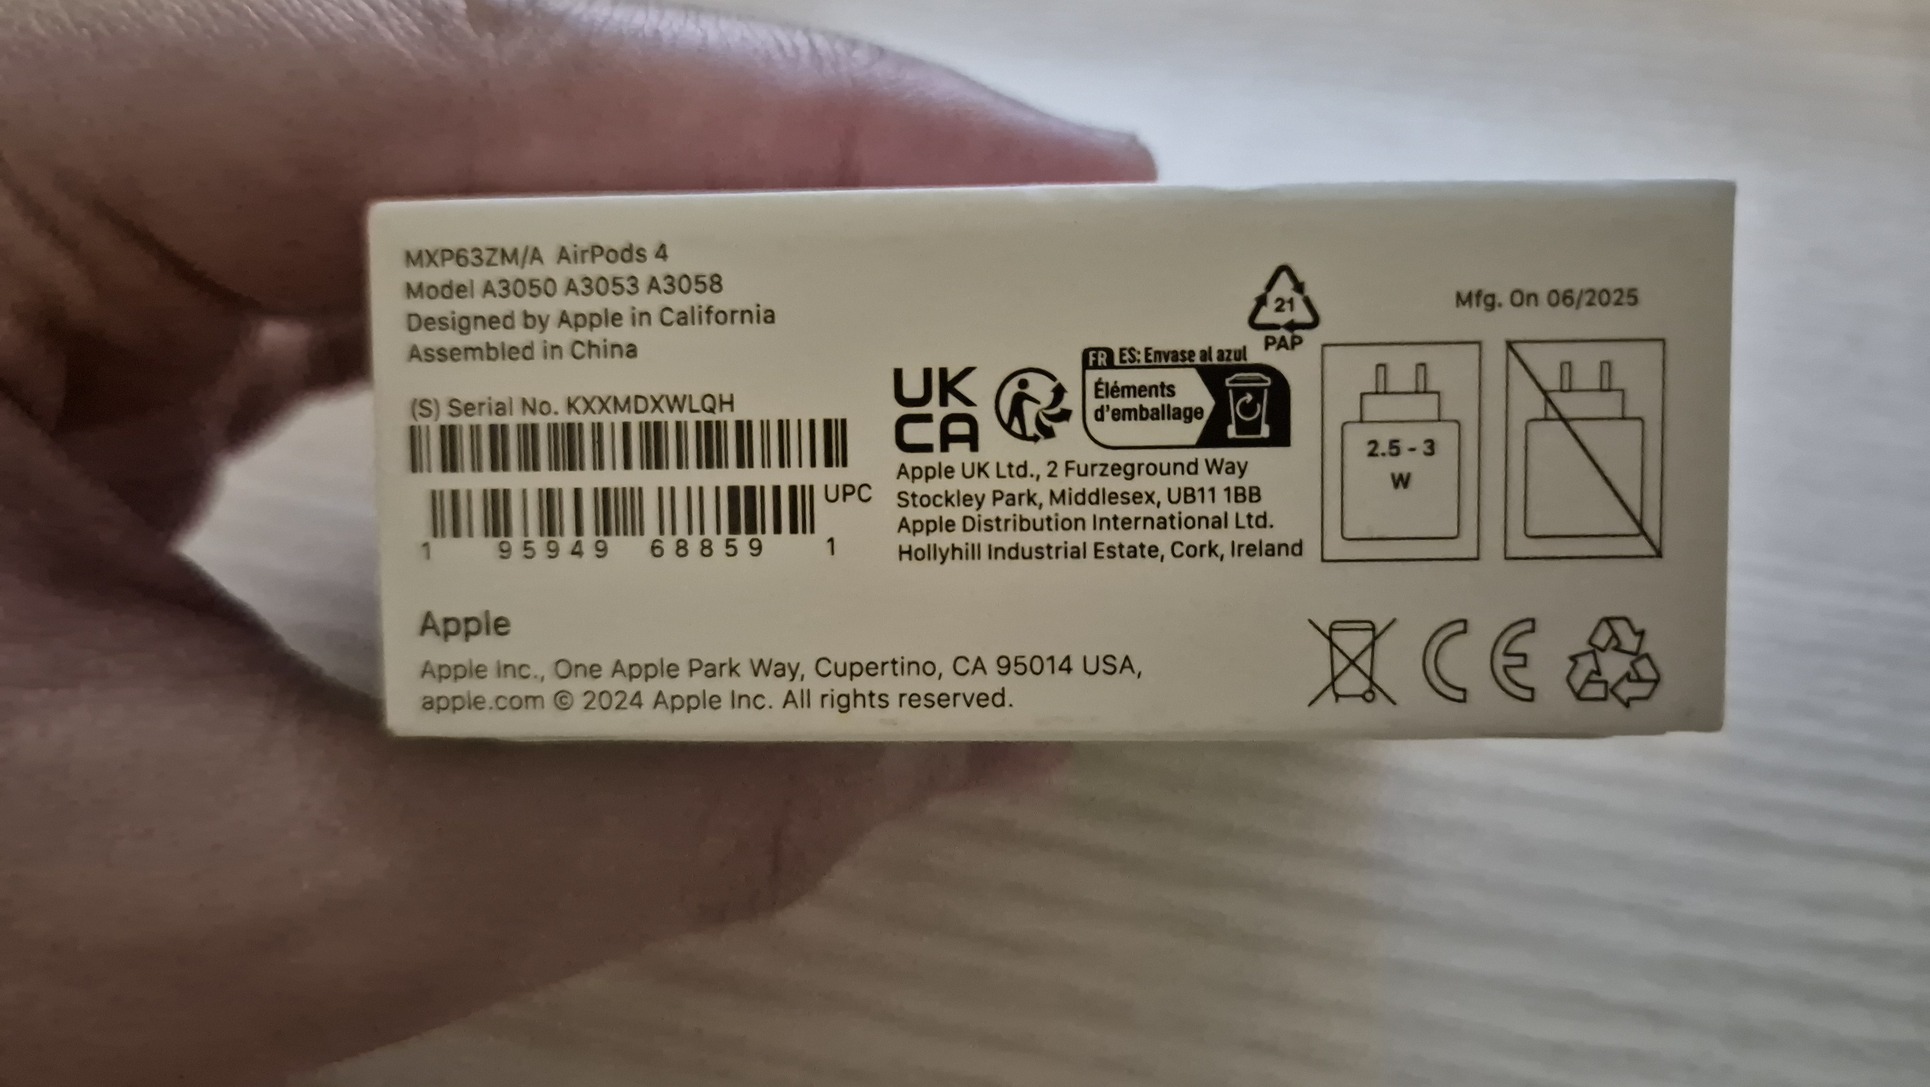 MXP63ZM/A AirPods 4
Model A3050 A3053 A3058
Designed by Apple in California
Assembled in China
(S) Serial No. KXXMDXWLQH
UPC
1 95949 68859 1
UK
CA
FR ES: Envase al azul
Éléments
d'emballage
21
PAP
Apple UK Ltd., 2 Furzeground Way
Stockley Park, Middlesex, UB11 1BB
Apple Distribution International Ltd.
Hollyhill Industrial Estate, Cork, Ireland
Mfg. On 06/2025
2.5 - 3
W
Apple
Apple Inc., One Apple Park Way, Cupertino, CA 95014 USA,
apple.com © 2024 Apple Inc. All rights reserved.
CE